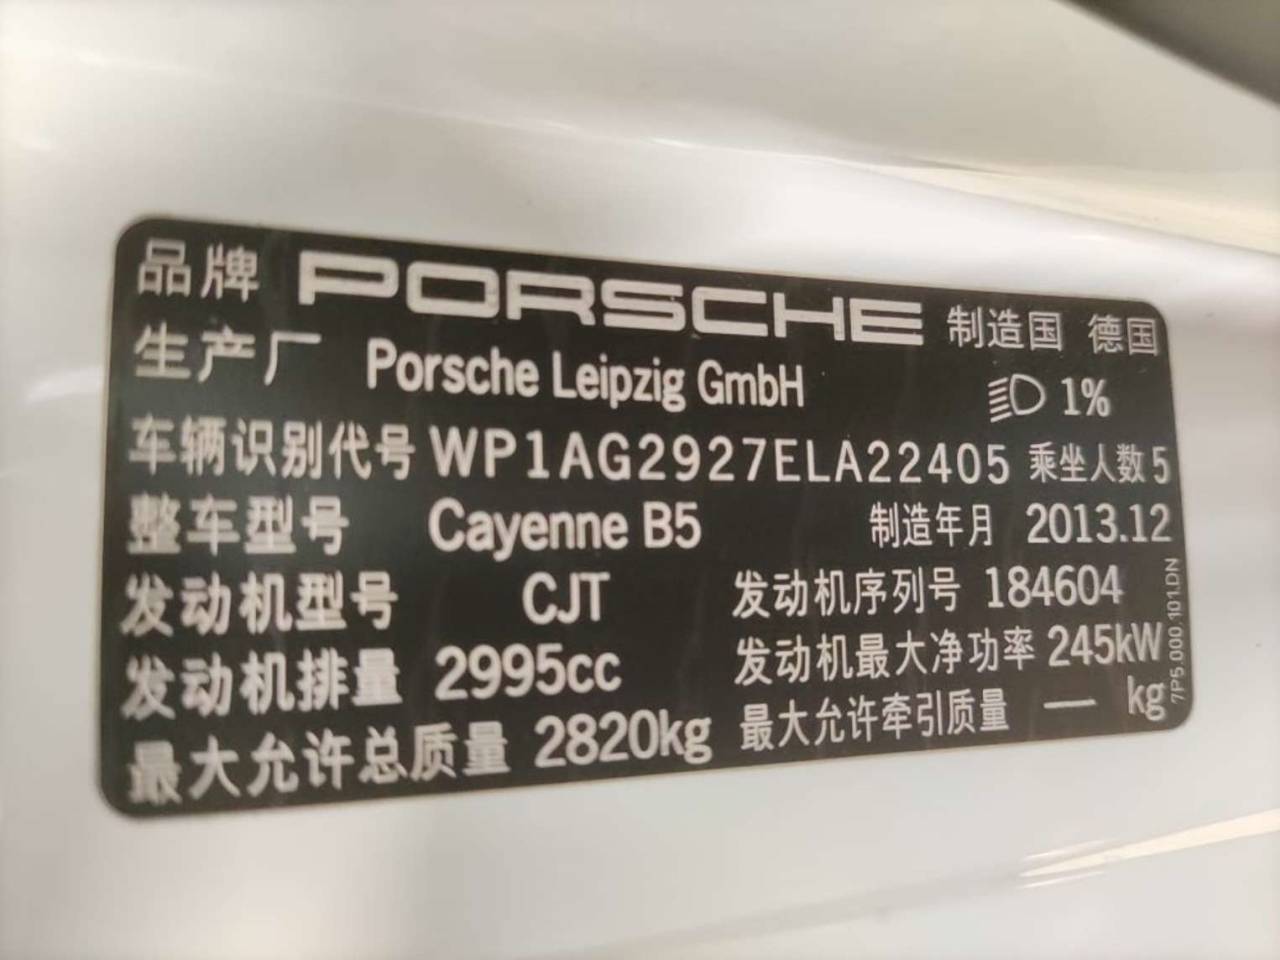 品牌 PORSCHE 制造国 德国
生产厂 Porsche Leipzig GmbH 1%
车辆识别代号 WP1AG2927ELA22405 乘坐人数 5
整车型号 Cayenne B5 制造年月 2013.12
发动机型号 CJT 发动机序列号 184604
发动机排量 2995cc 发动机最大净功率 245kW
最大允许总质量 2820kg 最大允许牵引质量 — kg
7P5.000.101.DN